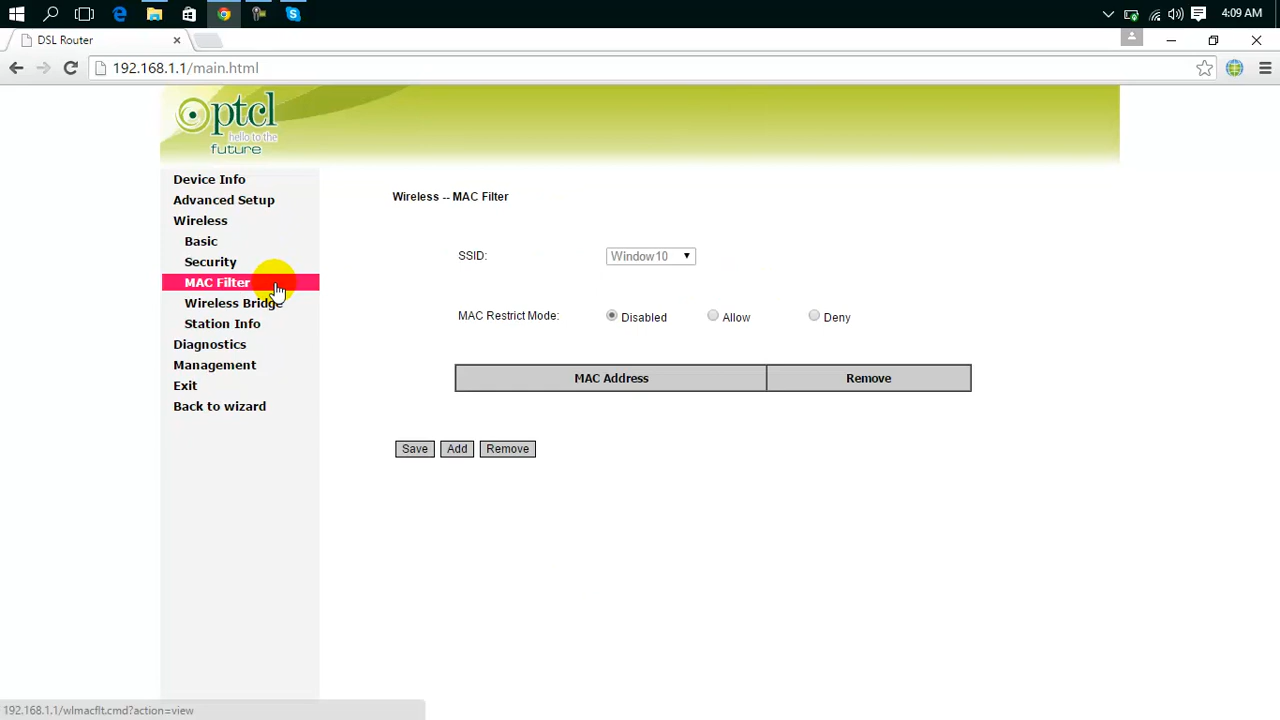 4:09 AM
DSL Router
192.168.1.1/main.html
ptcl
hello to the
future
Device Info
Advanced Setup
Wireless
Basic
Security
MAC Filter
Wireless Bridge
Station Info
Diagnostics
Management
Exit
Back to wizard
Wireless -- MAC Filter
SSID: Window10
MAC Restrict Mode: Disabled Allow Deny
MAC Address Remove
Save Add Remove
192.168.1.1/wlmacflt.cmd?action=view